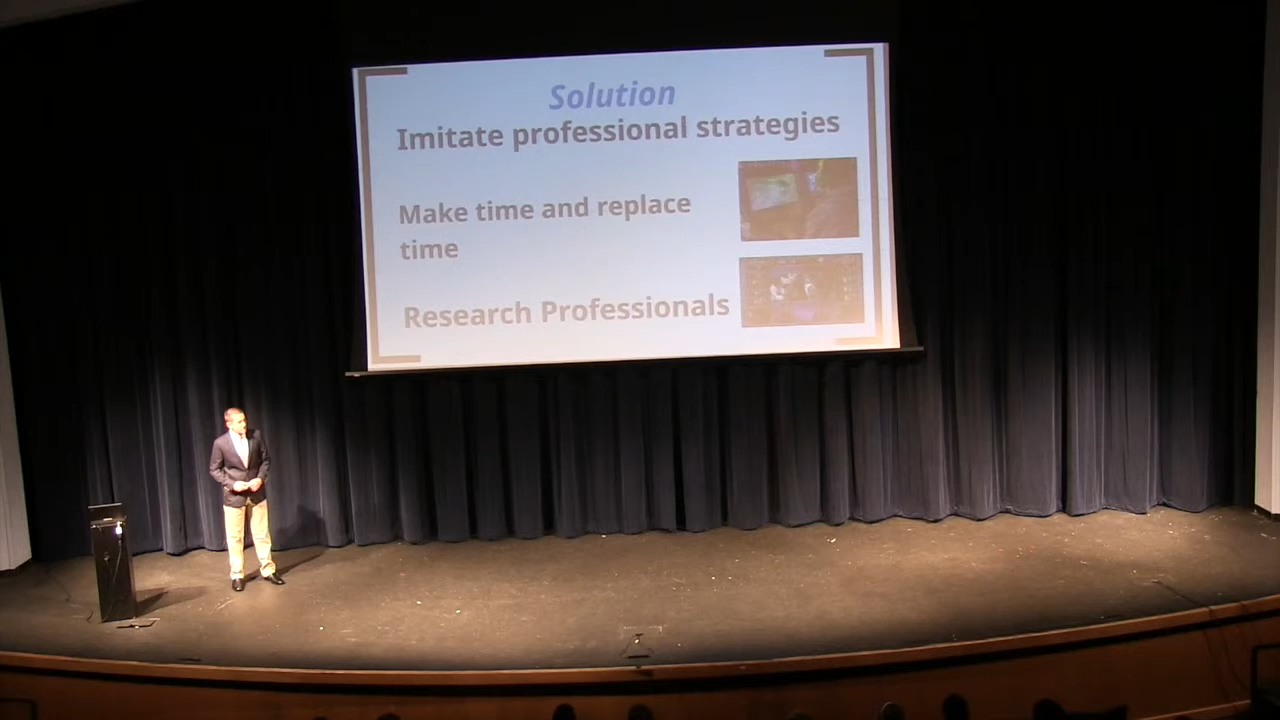 Solution
Imitate professional strategies
Make time and replace
time
Research Professionals